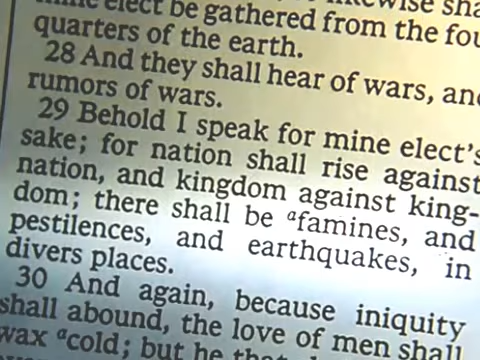 mine elect be gathered from the four
quarters of the earth.
28 And they shall hear of wars, and
rumors of wars.
29 Behold I speak for mine elect's
sake; for nation shall rise against
nation, and kingdom against king-
dom; there shall be ᵃfamines, and
pestilences, and earthquakes, in
divers places.
30 And again, because iniquity
shall abound, the love of men shall
wax ᵃcold; but he that